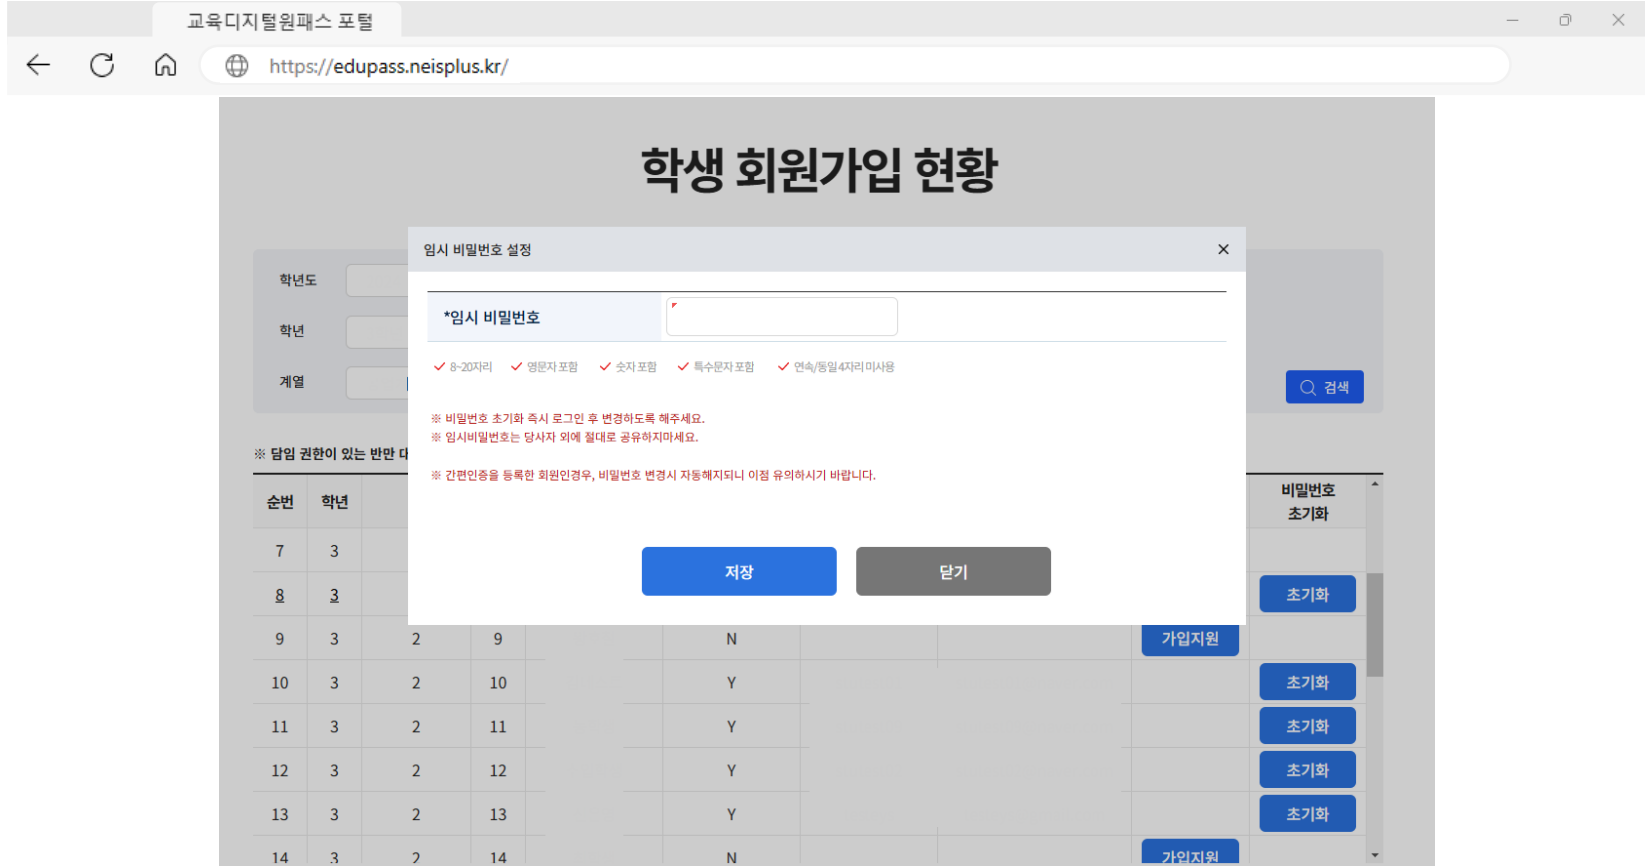 교육디지털원패스 포털
https://edupass.neisplus.kr/
학생 회원가입 현황
임시 비밀번호 설정
*임시 비밀번호
8~20자리 영문자 포함 숫자 포함 특수문자 포함 연속/동일 4자리 미사용
※ 비밀번호 초기화 즉시 로그인 후 변경하도록 해주세요.
※ 임시비밀번호는 당사자 외에 절대로 공유하지마세요.
※ 간편인증을 등록한 회원인경우, 비밀번호 변경시 자동해지되니 이점 유의하시기 바랍니다.
저장 닫기
학년도
학년
계열
검색
※ 담임 권한이 있는 반만 대
순번 학년 비밀번호
초기화
7 3
8 3 초기화
9 3 2 9 N 가입지원
10 3 2 10 Y 초기화
11 3 2 11 Y 초기화
12 3 2 12 Y 초기화
13 3 2 13 Y 초기화
14 3 2 14 N 가입지원